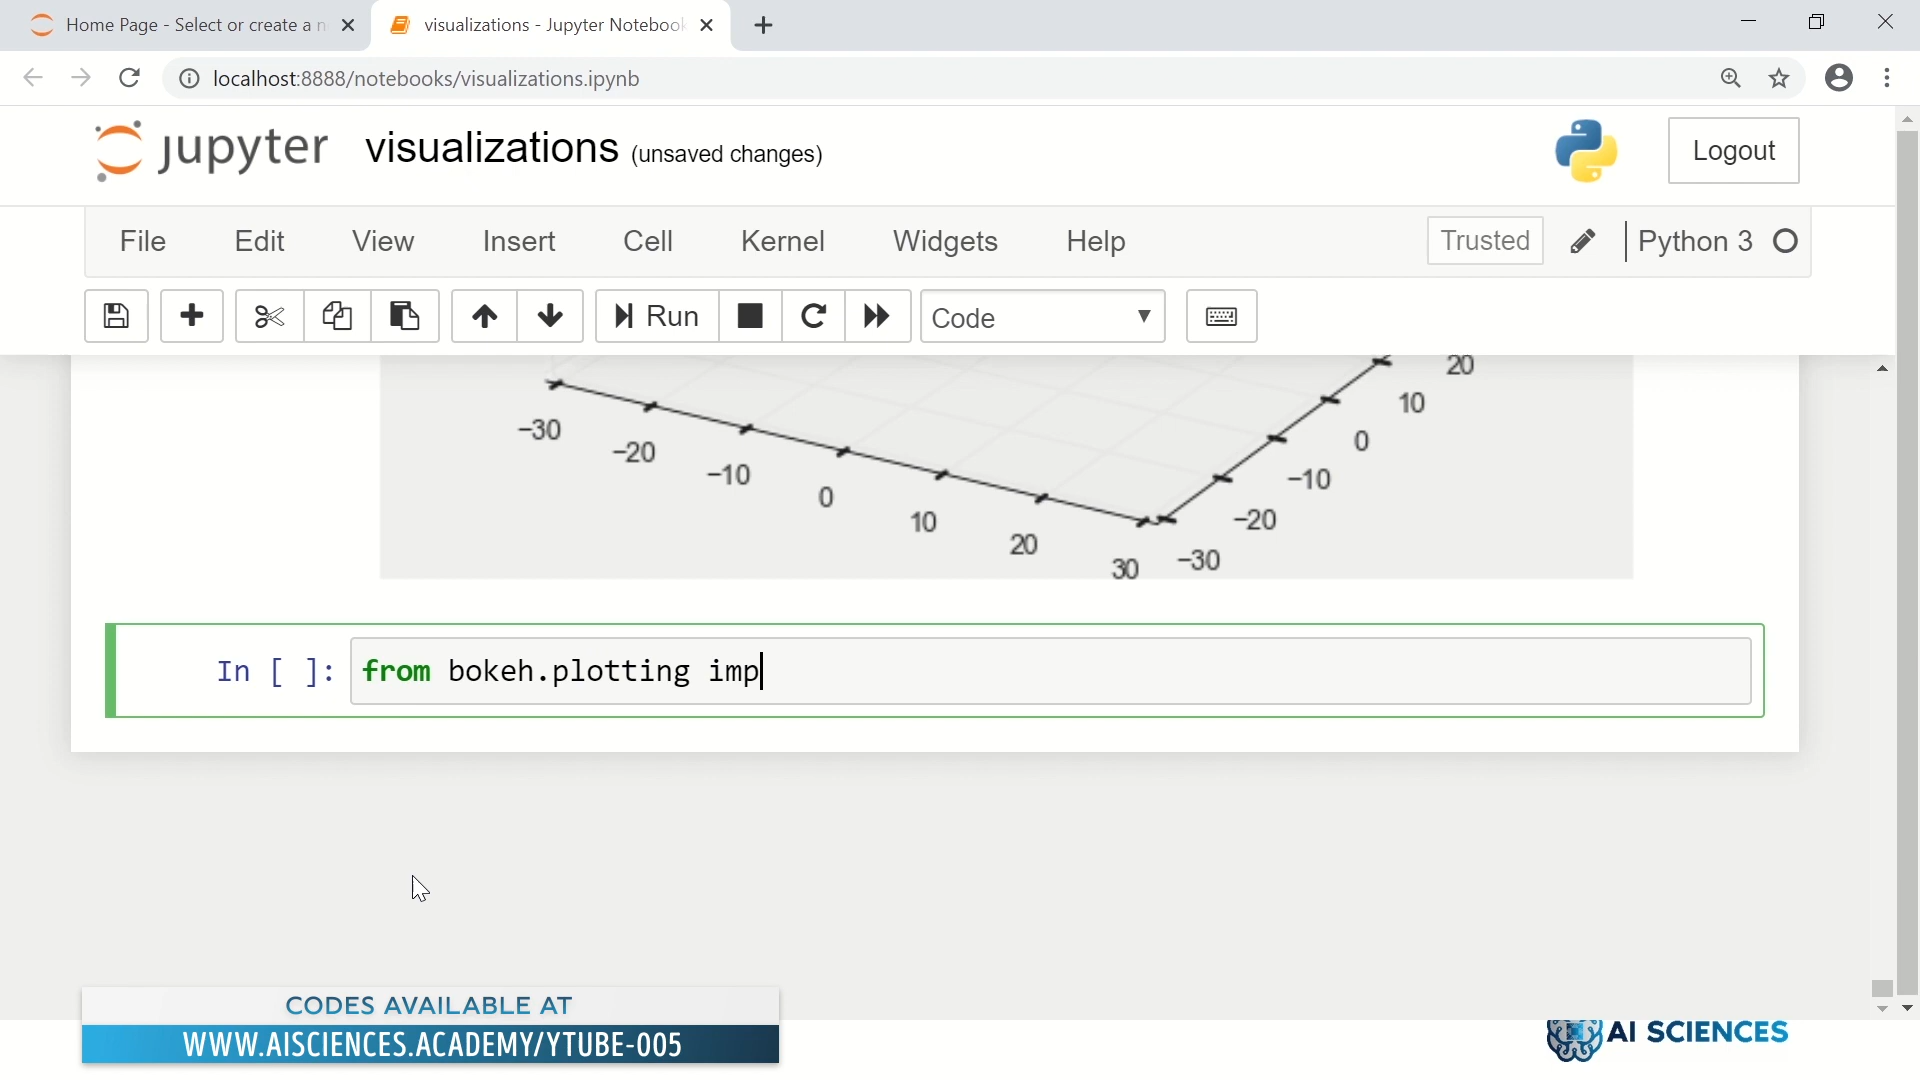 Home Page - Select or create a n
visualizations - Jupyter Notebook
localhost:8888/notebooks/visualizations.ipynb
jupyter visualizations (unsaved changes)
Logout
File Edit View Insert Cell Kernel Widgets Help Trusted Python 3
Run Code
20
10
0
−10
−20
−30
−30
−20
−10
0
10
20
30
In [ ]: from bokeh.plotting imp
CODES AVAILABLE AT
WWW.AISCIENCES.ACADEMY/YTUBE-005
AI SCIENCES